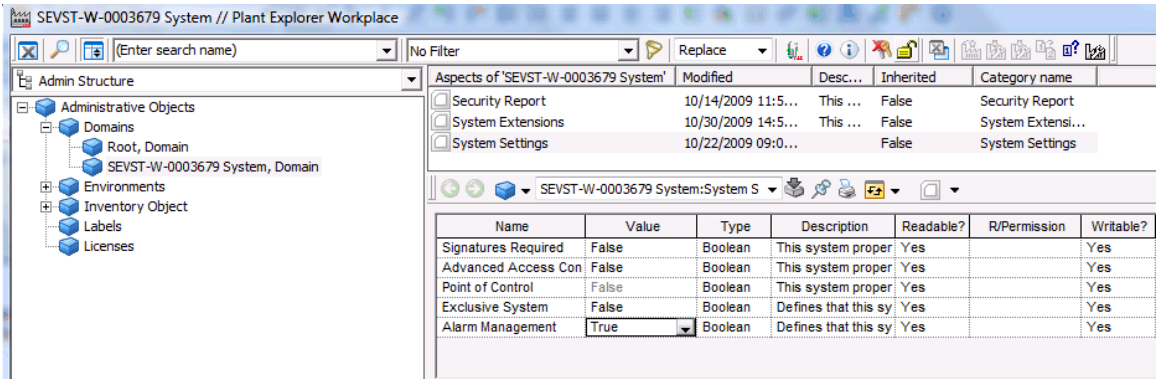 SEVST-W-0003679 System // Plant Explorer Workplace
(Enter search name) No Filter Replace
Admin Structure
Administrative Objects
Domains
Root, Domain
SEVST-W-0003679 System, Domain
Environments
Inventory Object
Labels
Licenses
Aspects of 'SEVST-W-0003679 System' Modified Desc... Inherited Category name
Security Report 10/14/2009 11:5... This ... False Security Report
System Extensions 10/30/2009 14:5... This ... False System Extensi...
System Settings 10/22/2009 09:0... False System Settings
SEVST-W-0003679 System:System S
Name Value Type Description Readable? R/Permission Writable?
Signatures Required False Boolean This system proper Yes Yes
Advanced Access Con False Boolean This system proper Yes Yes
Point of Control False Boolean This system proper Yes Yes
Exclusive System False Boolean Defines that this sy Yes Yes
Alarm Management True Boolean Defines that this sy Yes Yes